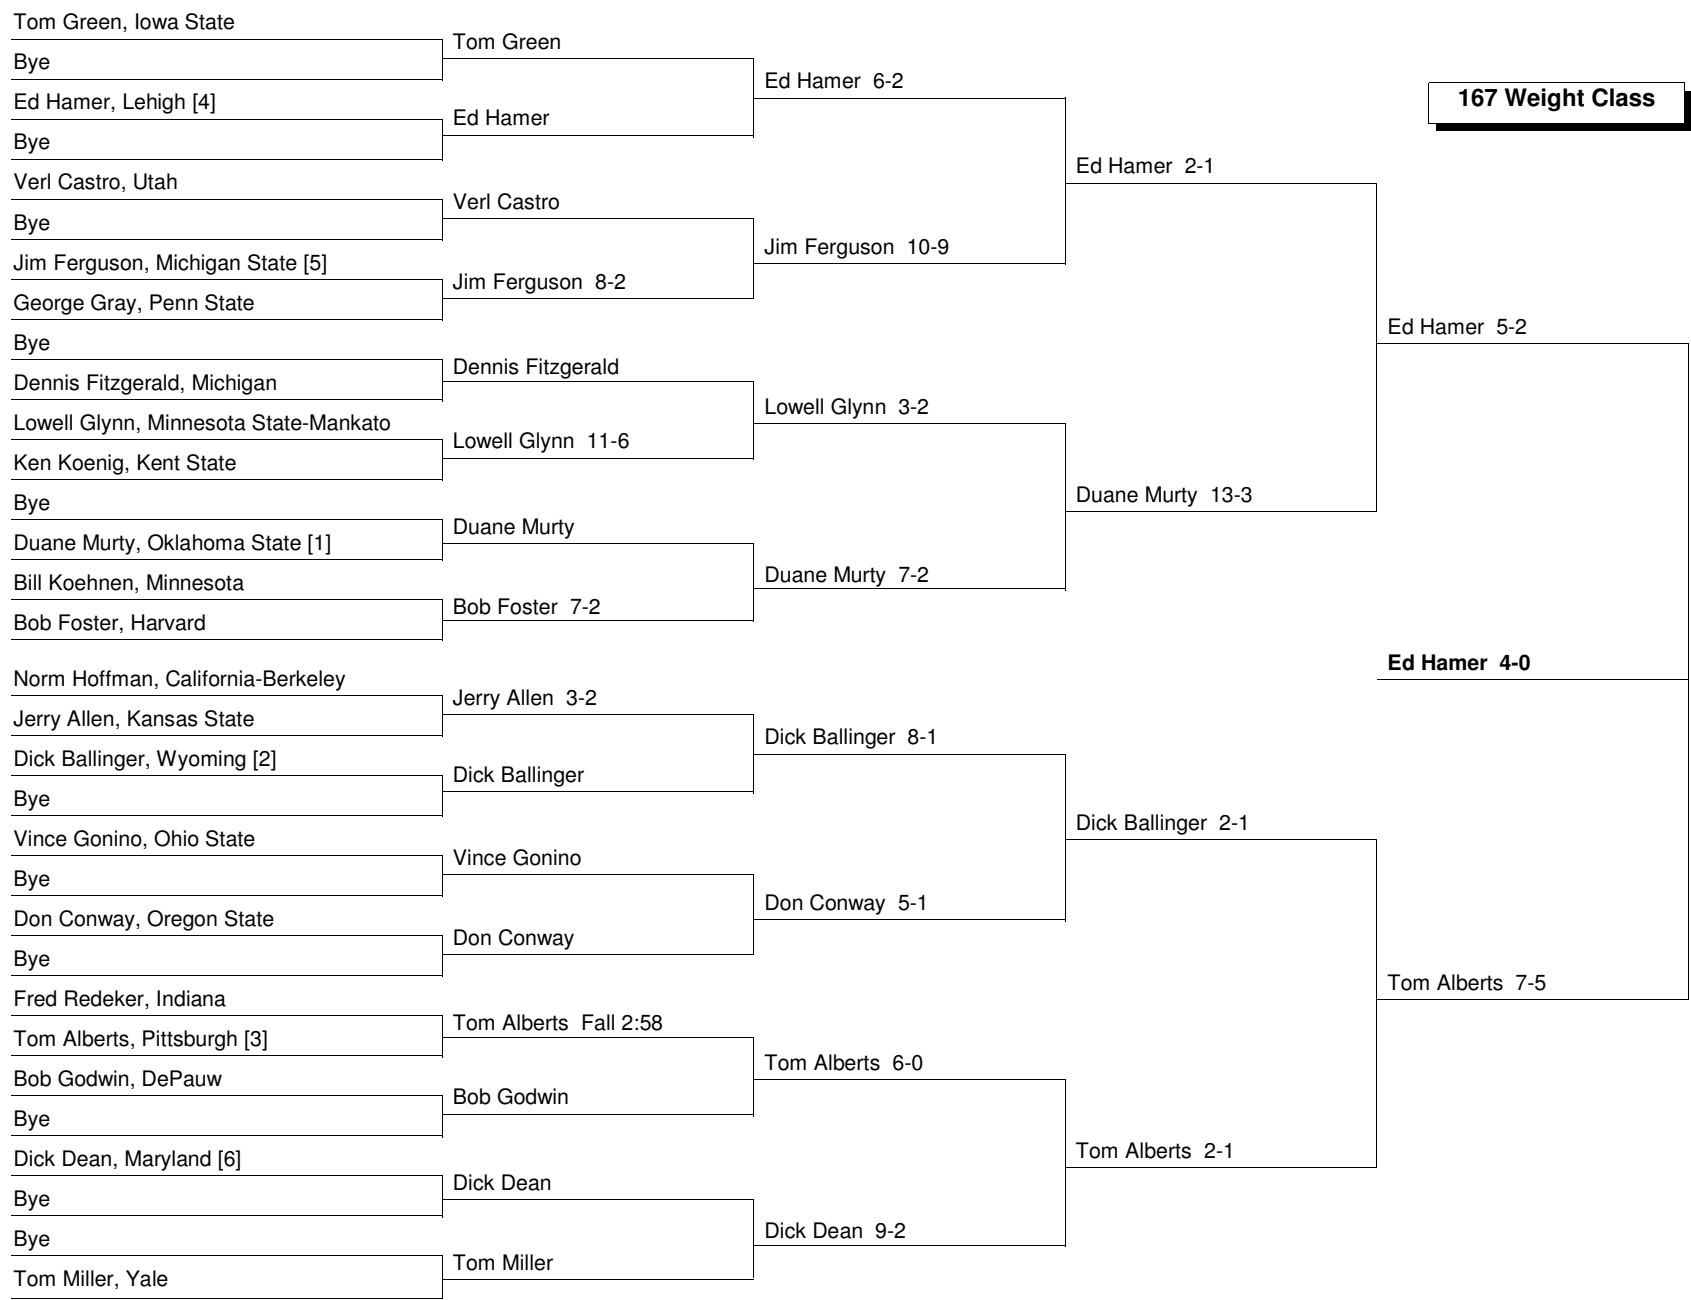 Tom Green, Iowa State
Bye
Ed Hamer, Lehigh [4]
Bye
Verl Castro, Utah
Bye
Jim Ferguson, Michigan State [5]
George Gray, Penn State
Bye
Dennis Fitzgerald, Michigan
Lowell Glynn, Minnesota State-Mankato
Ken Koenig, Kent State
Bye
Duane Murty, Oklahoma State [1]
Bill Koehnen, Minnesota
Bob Foster, Harvard
Norm Hoffman, California-Berkeley
Jerry Allen, Kansas State
Dick Ballinger, Wyoming [2]
Bye
Vince Gonino, Ohio State
Bye
Don Conway, Oregon State
Bye
Fred Redeker, Indiana
Tom Alberts, Pittsburgh [3]
Bob Godwin, DePauw
Bye
Dick Dean, Maryland [6]
Bye
Bye
Tom Miller, Yale
Tom Green
Ed Hamer
Verl Castro
Jim Ferguson 8-2
Dennis Fitzgerald
Lowell Glynn 11-6
Duane Murty
Bob Foster 7-2
Jerry Allen 3-2
Dick Ballinger
Vince Gonino
Don Conway
Tom Alberts Fall 2:58
Bob Godwin
Dick Dean
Tom Miller
Ed Hamer 6-2
Jim Ferguson 10-9
Lowell Glynn 3-2
Duane Murty 7-2
Dick Ballinger 8-1
Don Conway 5-1
Tom Alberts 6-0
Dick Dean 9-2
Ed Hamer 2-1
Duane Murty 13-3
Dick Ballinger 2-1
Tom Alberts 2-1
167 Weight Class
Ed Hamer 5-2
Ed Hamer 4-0
Tom Alberts 7-5